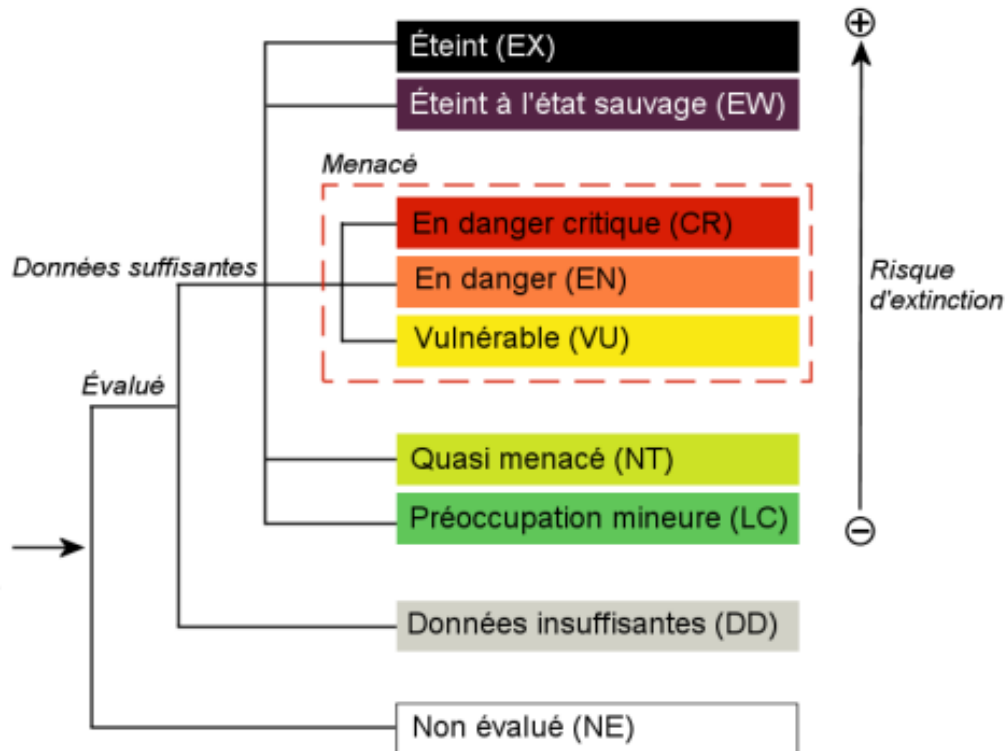 Éteint (EX)
Éteint à l'état sauvage (EW)
Menacé
En danger critique (CR)
Données suffisantes
En danger (EN)
Risque
d'extinction
Vulnérable (VU)
Évalué
Quasi menacé (NT)
Préoccupation mineure (LC)
Données insuffisantes (DD)
Non évalué (NE)